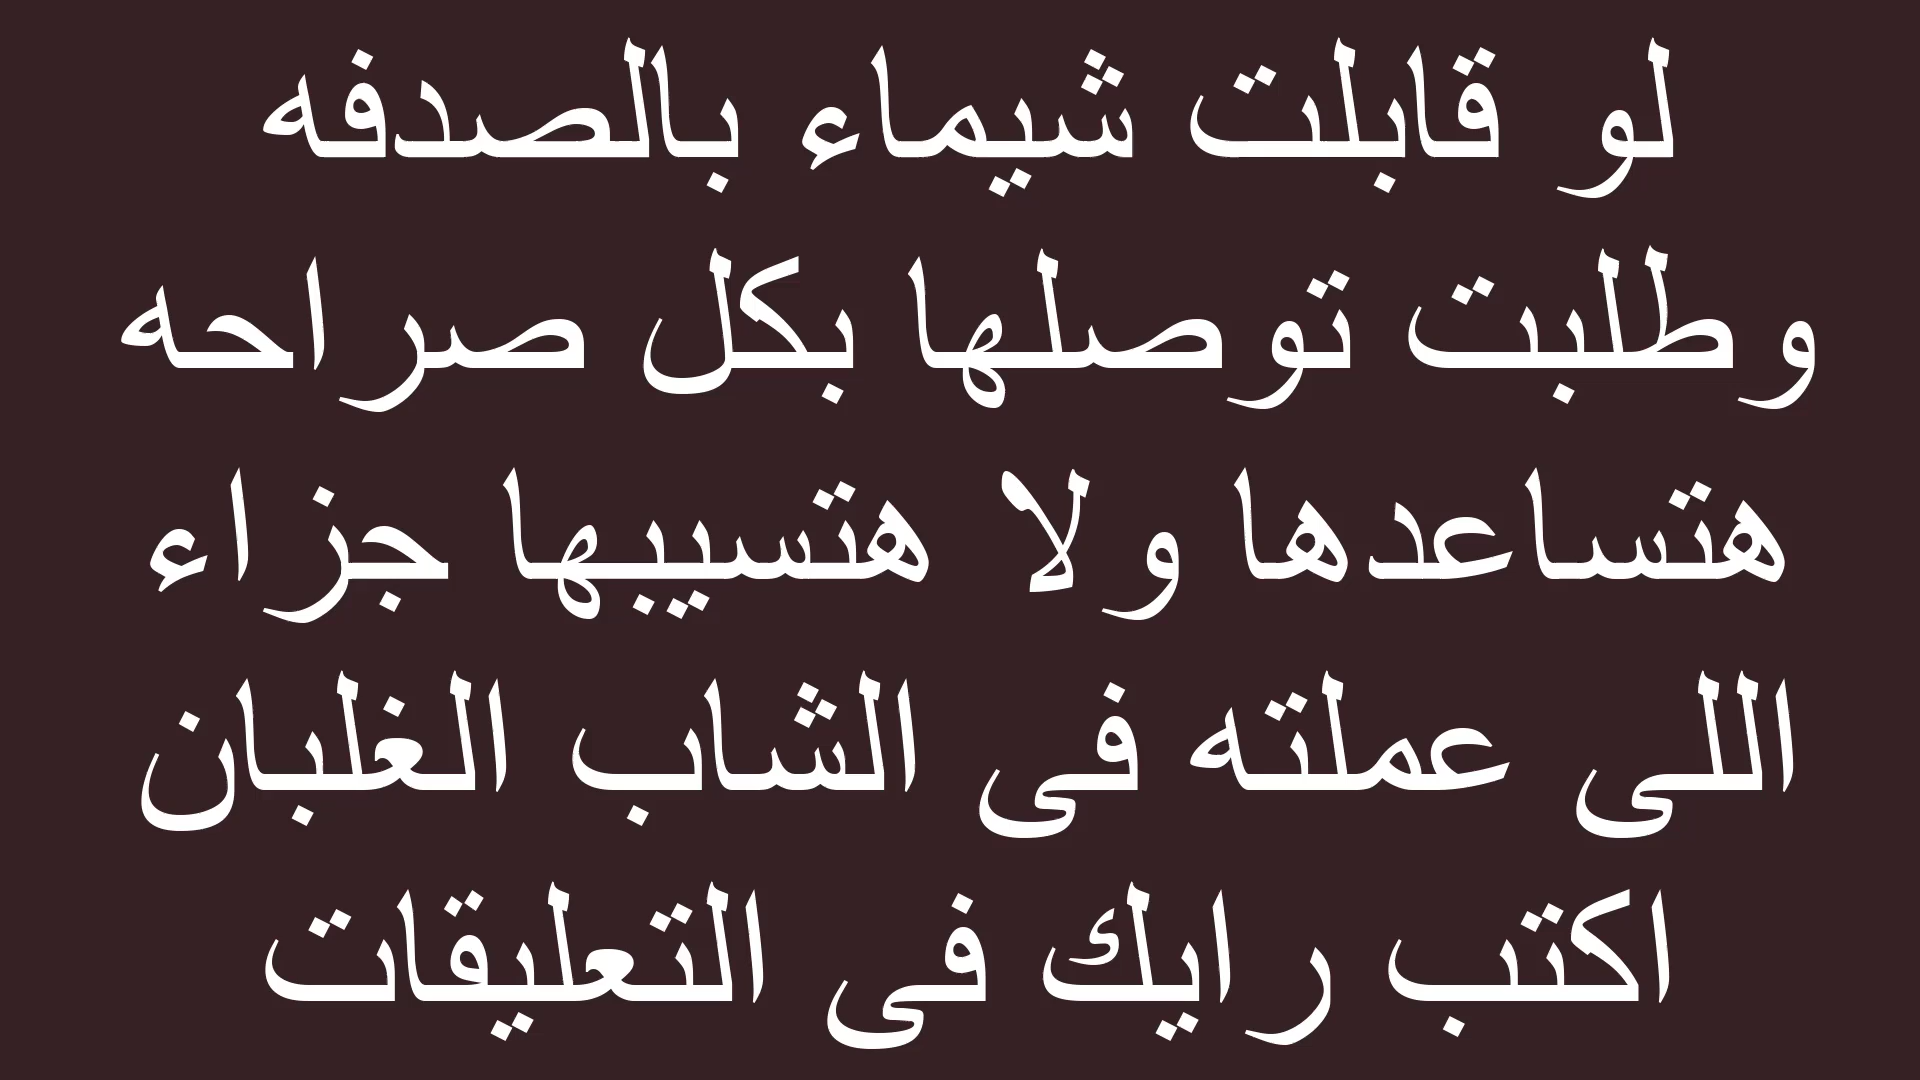 لو قابلت شيماء بالصدفه
وطلبت توصلها بكل صراحه
هتساعدها ولا هتسيبها جزاء
اللى عملته فى الشاب الغلبان
اكتب رايك فى التعليقات